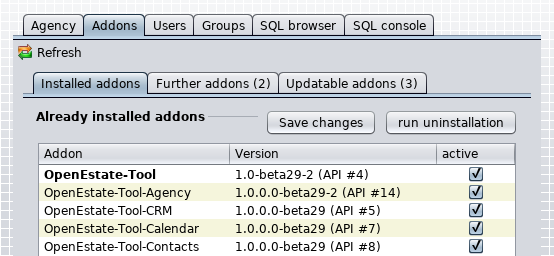 Agency Addons Users Groups SQL browser SQL console
Refresh
Installed addons Further addons (2) Updatable addons (3)
Already installed addons Save changes run uninstallation
Addon Version active
OpenEstate-Tool 1.0-beta29-2 (API #4)
OpenEstate-Tool-Agency 1.0.0.0-beta29-2 (API #14)
OpenEstate-Tool-CRM 1.0.0.0-beta29 (API #5)
OpenEstate-Tool-Calendar 1.0.0.0-beta29 (API #7)
OpenEstate-Tool-Contacts 1.0.0.0-beta29 (API #8)